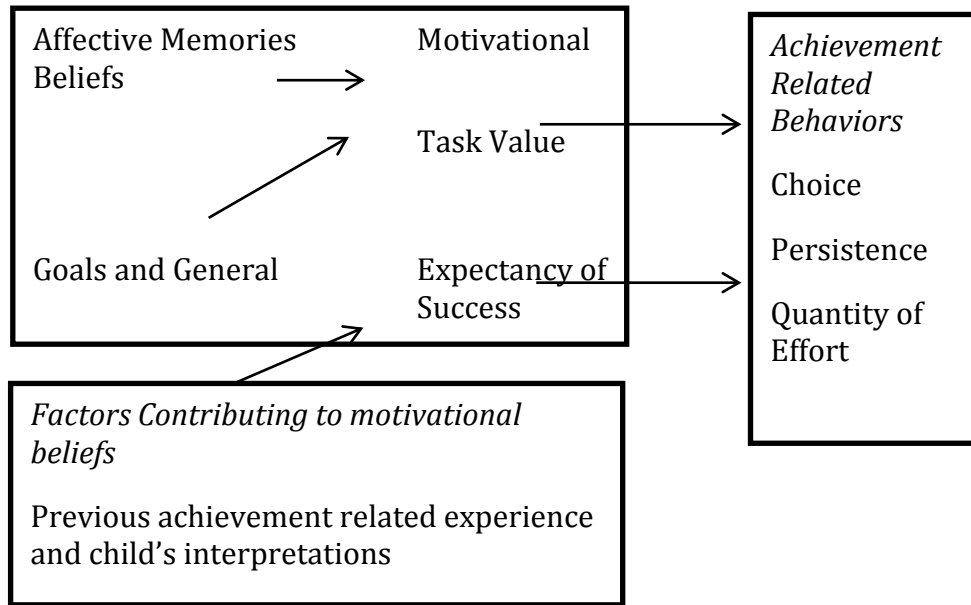 Affective Memories
Beliefs
Motivational
Task Value
Goals and General
Expectancy of
Success
Achievement
Related
Behaviors
Choice
Persistence
Quantity of
Effort
Factors Contributing to motivational
beliefs
Previous achievement related experience
and child’s interpretations